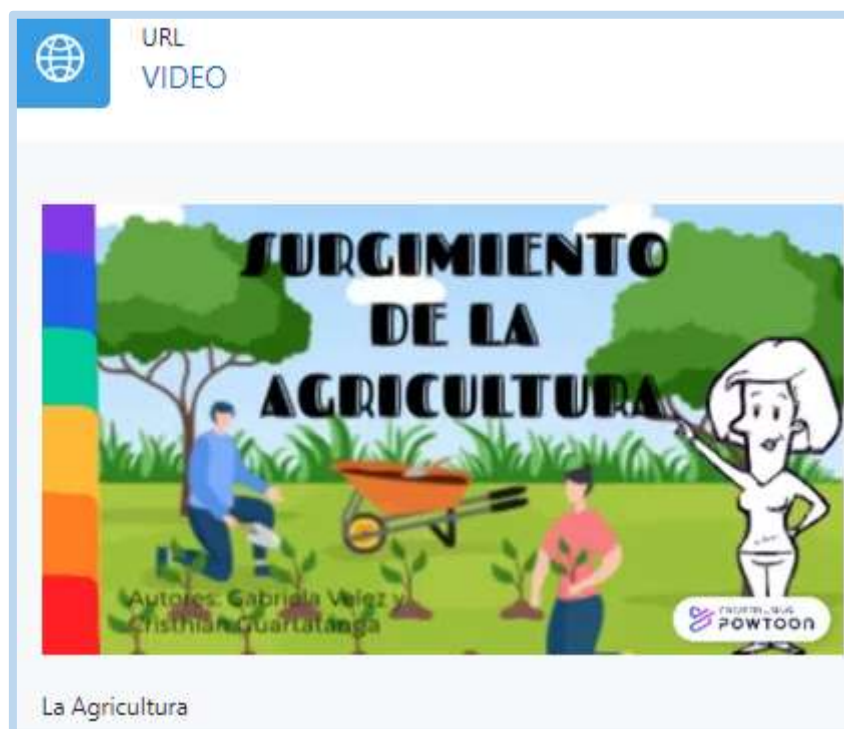 URL
VIDEO
SURGIMIENTO
DE LA
AGRICULTURA
Autores: Gabriela Velez y
Cristhian Guartatanga
POWTOON
La Agricultura